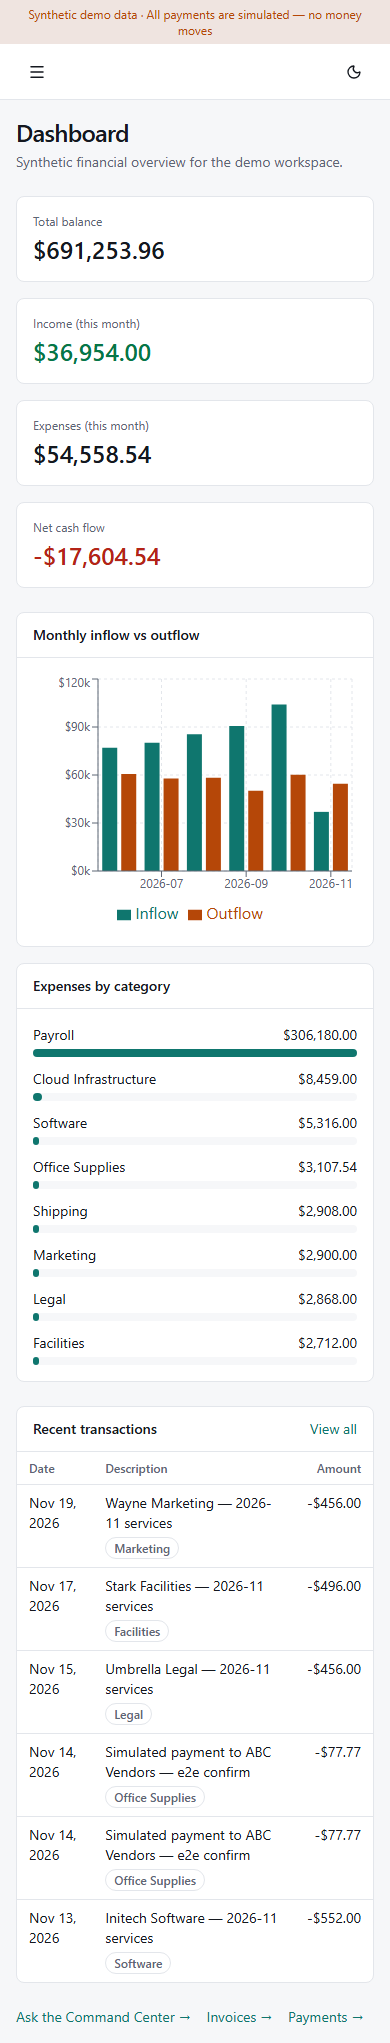 Synthetic demo data · All payments are simulated — no money
moves
Dashboard
Synthetic financial overview for the demo workspace.
Total balance
$691,253.96
Income (this month)
$36,954.00
Expenses (this month)
$54,558.54
Net cash flow
-$17,604.54
Monthly inflow vs outflow
$120k
$90k
$60k
$30k
$0k
2026-07 2026-09 2026-11
Inflow Outflow
Expenses by category
Payroll $306,180.00
Cloud Infrastructure $8,459.00
Software $5,316.00
Office Supplies $3,107.54
Shipping $2,908.00
Marketing $2,900.00
Legal $2,868.00
Facilities $2,712.00
Recent transactions View all
Date Description Amount
Nov 19, Wayne Marketing — 2026- -$456.00
2026 11 services
Marketing
Nov 17, Stark Facilities — 2026-11 -$496.00
2026 services
Facilities
Nov 15, Umbrella Legal — 2026-11 -$456.00
2026 services
Legal
Nov 14, Simulated payment to ABC -$77.77
2026 Vendors — e2e confirm
Office Supplies
Nov 14, Simulated payment to ABC -$77.77
2026 Vendors — e2e confirm
Office Supplies
Nov 13, Initech Software — 2026-11 -$552.00
2026 services
Software
Ask the Command Center → Invoices → Payments →